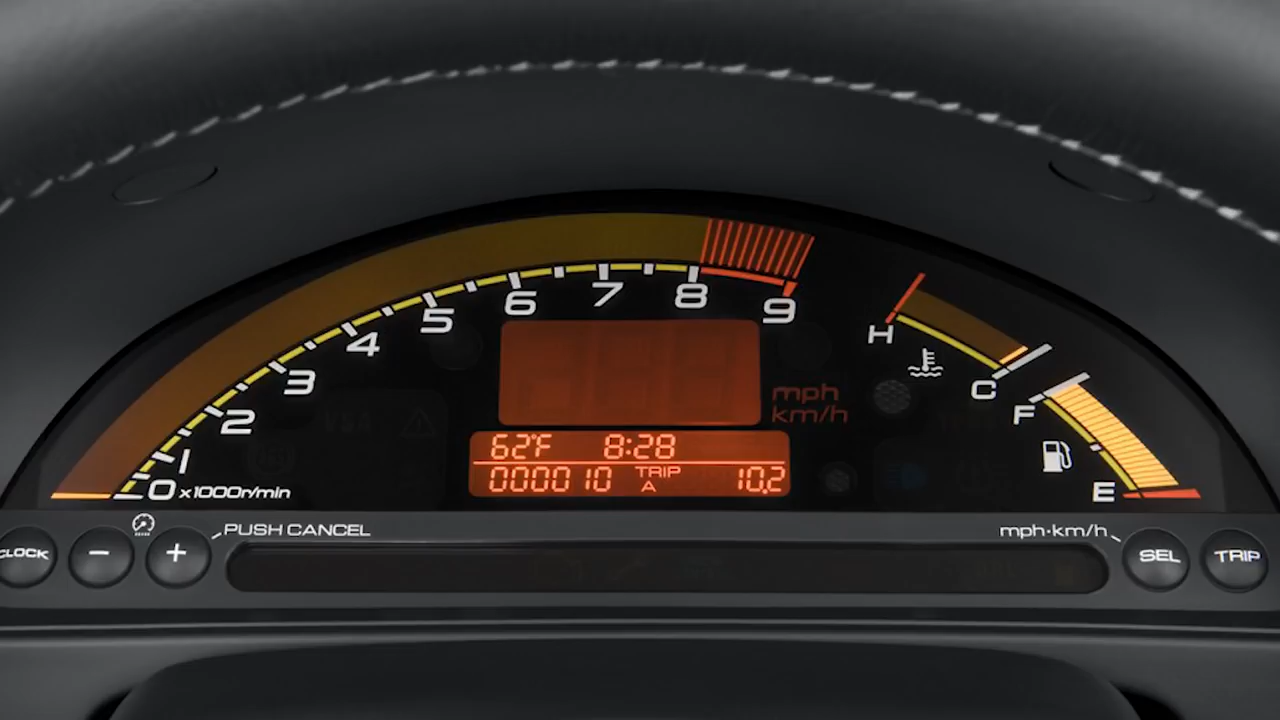 0 1 2 3 4 5 6 7 8 9
x1000r/min
mph
km/h
62°F 8:28
000010 TRIP A 10.2
H
C
F
E
CLOCK - + PUSH CANCEL
mph·km/h SEL TRIP